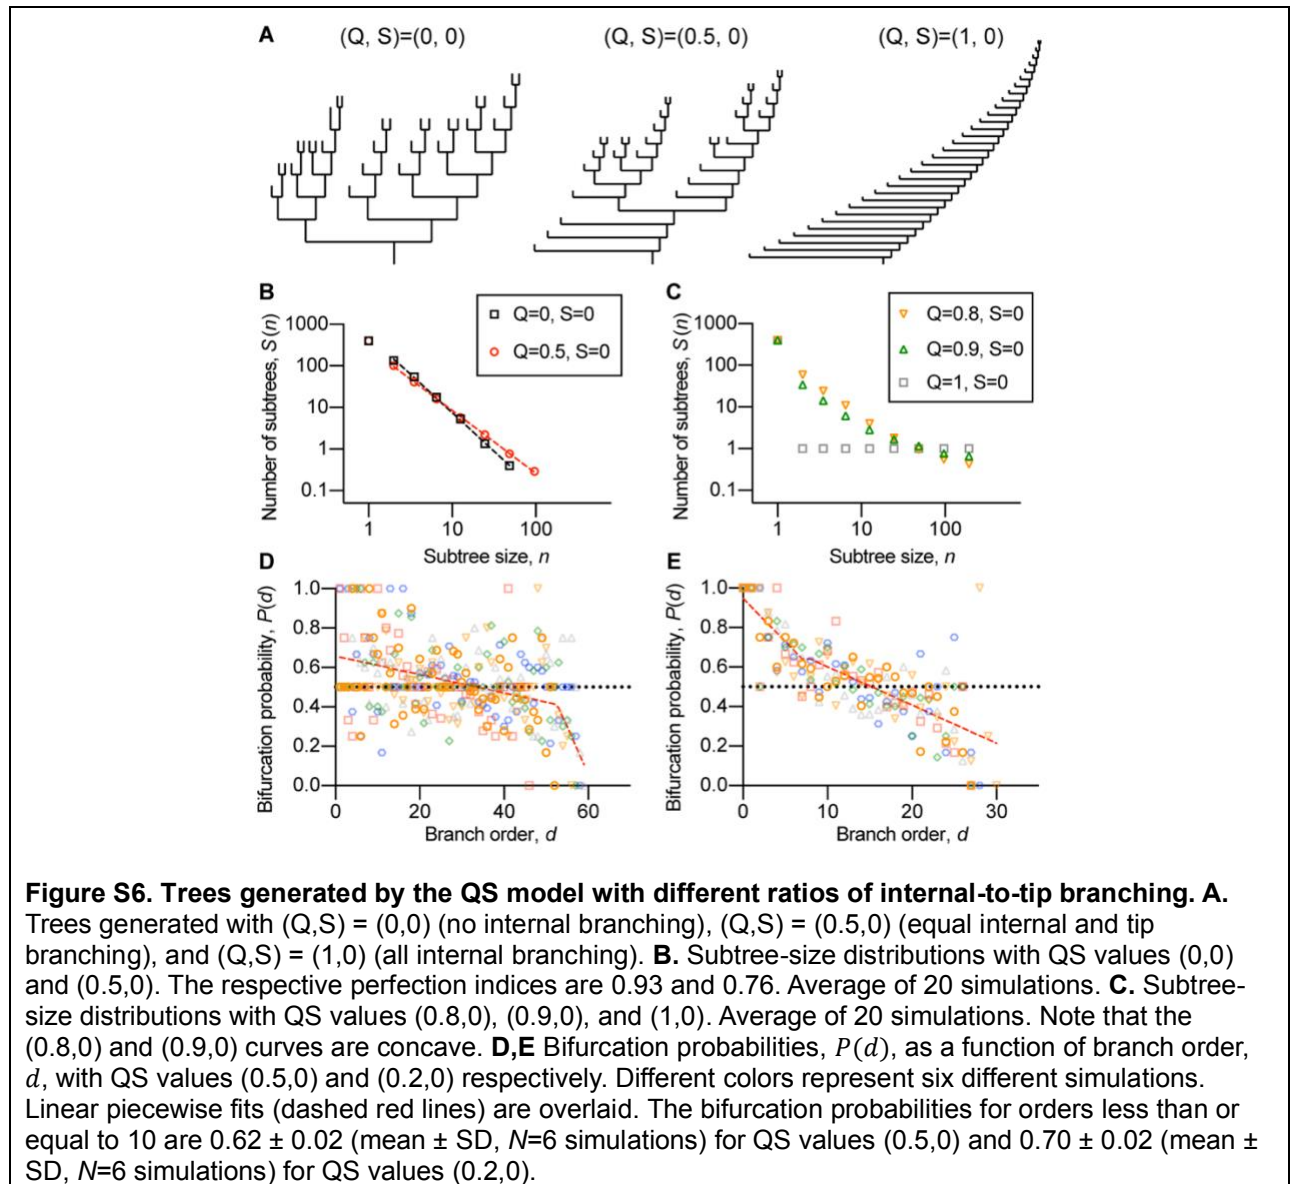 A
(Q, S)=(0, 0)
(Q, S)=(0.5, 0)
(Q, S)=(1, 0)
B
Q=0, S=0
Q=0.5, S=0
1000
100
10
1
0.1
Number of subtrees, S(n)
1
10
100
Subtree size, n
C
Q=0.8, S=0
Q=0.9, S=0
Q=1, S=0
1000
100
10
1
0.1
Number of subtrees, S(n)
1
10
100
Subtree size, n
D
1.0
0.8
0.6
0.4
0.2
0.0
Bifurcation probability, P(d)
0
20
40
60
Branch order, d
E
1.0
0.8
0.6
0.4
0.2
0.0
Bifurcation probability, P(d)
0
10
20
30
Branch order, d
Figure S6. Trees generated by the QS model with different ratios of internal-to-tip branching. A.
Trees generated with (Q,S) = (0,0) (no internal branching), (Q,S) = (0.5,0) (equal internal and tip
branching), and (Q,S) = (1,0) (all internal branching). B. Subtree-size distributions with QS values (0,0)
and (0.5,0). The respective perfection indices are 0.93 and 0.76. Average of 20 simulations. C. Subtree-
size distributions with QS values (0.8,0), (0.9,0), and (1,0). Average of 20 simulations. Note that the
(0.8,0) and (0.9,0) curves are concave. D,E Bifurcation probabilities, P(d), as a function of branch order,
d, with QS values (0.5,0) and (0.2,0) respectively. Different colors represent six different simulations.
Linear piecewise fits (dashed red lines) are overlaid. The bifurcation probabilities for orders less than or
equal to 10 are 0.62 ± 0.02 (mean ± SD, N=6 simulations) for QS values (0.5,0) and 0.70 ± 0.02 (mean ±
SD, N=6 simulations) for QS values (0.2,0).